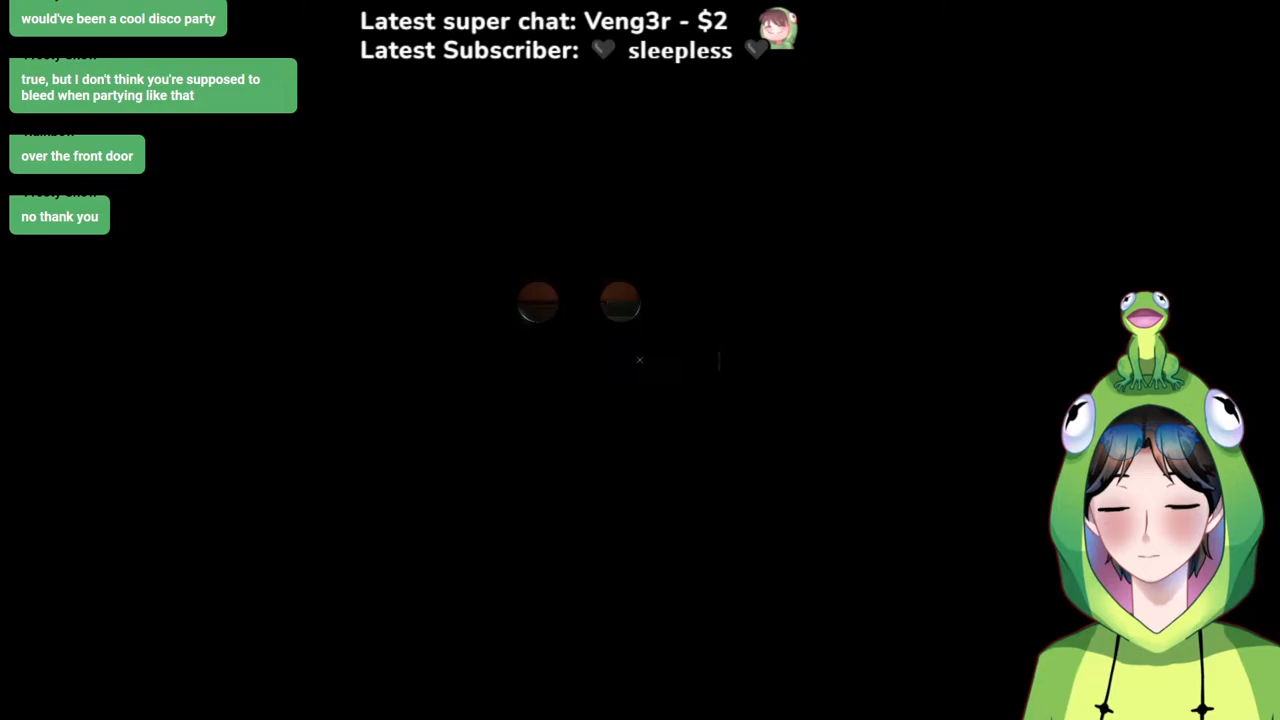 would've been a cool disco party
true, but I don't think you're supposed to
bleed when partying like that
over the front door
no thank you
Latest super chat: Veng3r - $2
Latest Subscriber: 🖤 sleepless 🖤